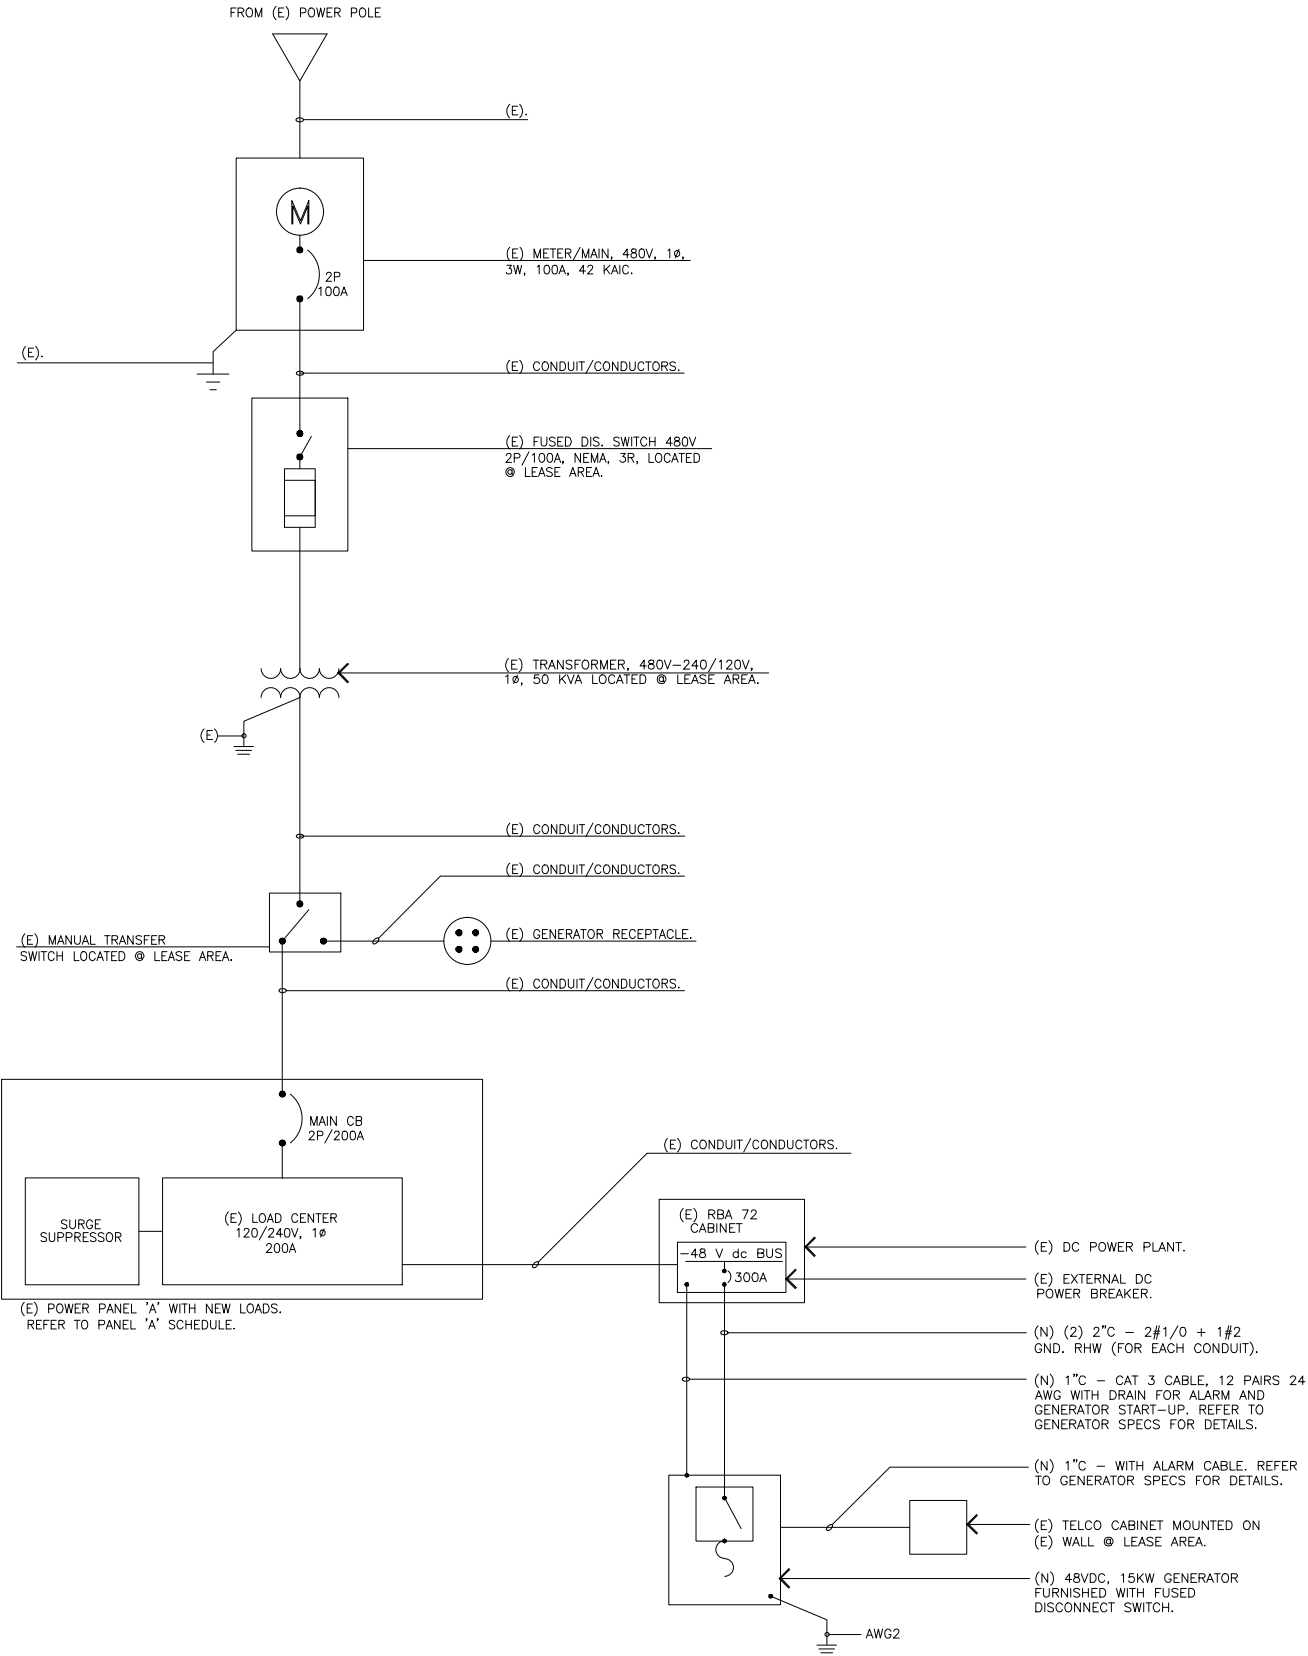 FROM (E) POWER POLE
(E).
M
(E) METER/MAIN, 480V, 1ø,
3W, 100A, 42 KAIC.
2P
100A
(E).
(E) CONDUIT/CONDUCTORS.
(E) FUSED DIS. SWITCH 480V
2P/100A, NEMA, 3R, LOCATED
@ LEASE AREA.
(E) TRANSFORMER, 480V-240/120V,
1ø, 50 KVA LOCATED @ LEASE AREA.
(E)
(E) CONDUIT/CONDUCTORS.
(E) CONDUIT/CONDUCTORS.
(E) MANUAL TRANSFER
SWITCH LOCATED @ LEASE AREA.
(E) GENERATOR RECEPTACLE.
(E) CONDUIT/CONDUCTORS.
MAIN CB
2P/200A
(E) CONDUIT/CONDUCTORS.
SURGE
SUPPRESSOR
(E) LOAD CENTER
120/240V, 1ø
200A
(E) POWER PANEL 'A' WITH NEW LOADS.
REFER TO PANEL 'A' SCHEDULE.
(E) RBA 72
CABINET
-48 V dc BUS
300A
(E) DC POWER PLANT.
(E) EXTERNAL DC
POWER BREAKER.
(N) (2) 2"C - 2#1/0 + 1#2
GND. RHW (FOR EACH CONDUIT).
(N) 1"C - CAT 3 CABLE, 12 PAIRS 24
AWG WITH DRAIN FOR ALARM AND
GENERATOR START-UP. REFER TO
GENERATOR SPECS FOR DETAILS.
(N) 1"C - WITH ALARM CABLE. REFER
TO GENERATOR SPECS FOR DETAILS.
(E) TELCO CABINET MOUNTED ON
(E) WALL @ LEASE AREA.
(N) 48VDC, 15KW GENERATOR
FURNISHED WITH FUSED
DISCONNECT SWITCH.
AWG2